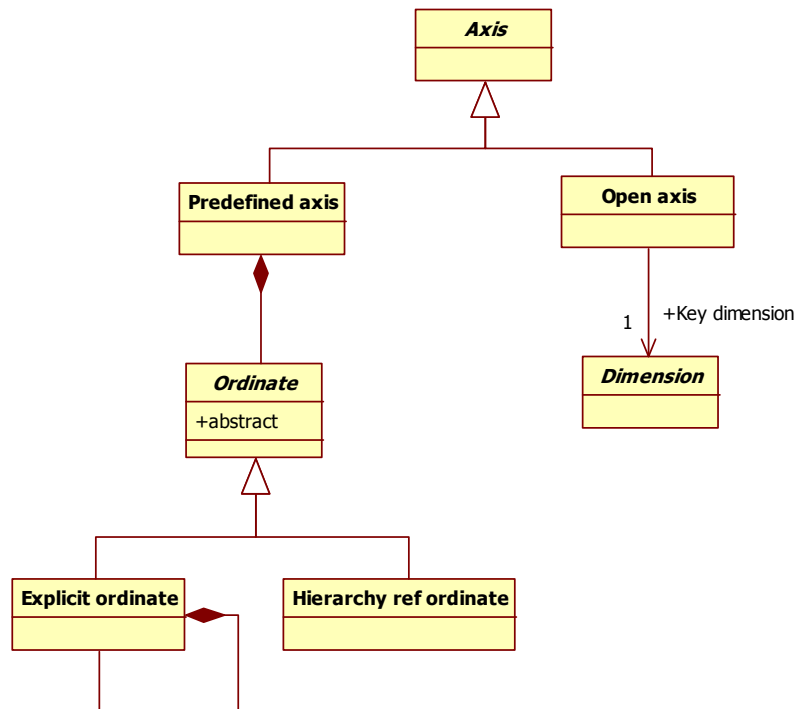 Axis
Predefined axis
Open axis
1
+Key dimension
Ordinate
+abstract
Dimension
Explicit ordinate
Hierarchy ref ordinate